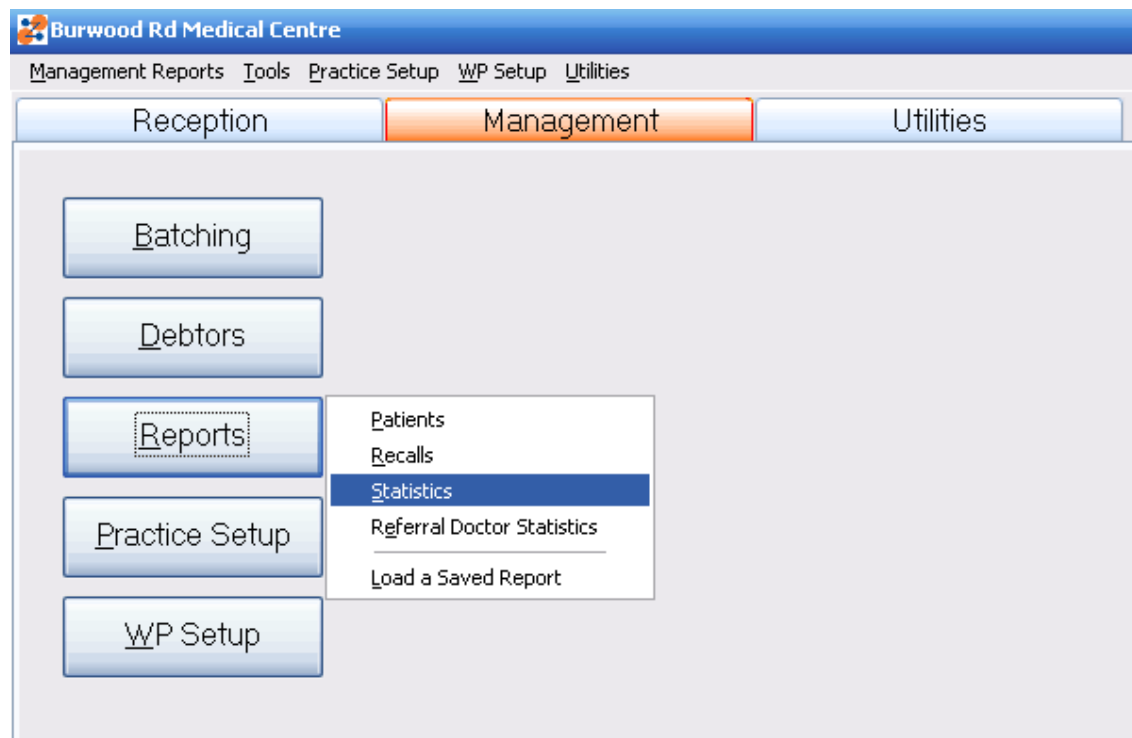 Burwood Rd Medical Centre
Management Reports Tools Practice Setup WP Setup Utilities
Reception Management Utilities
Batching
Debtors
Reports
Patients
Recalls
Statistics
Referral Doctor Statistics
Load a Saved Report
Practice Setup
WP Setup